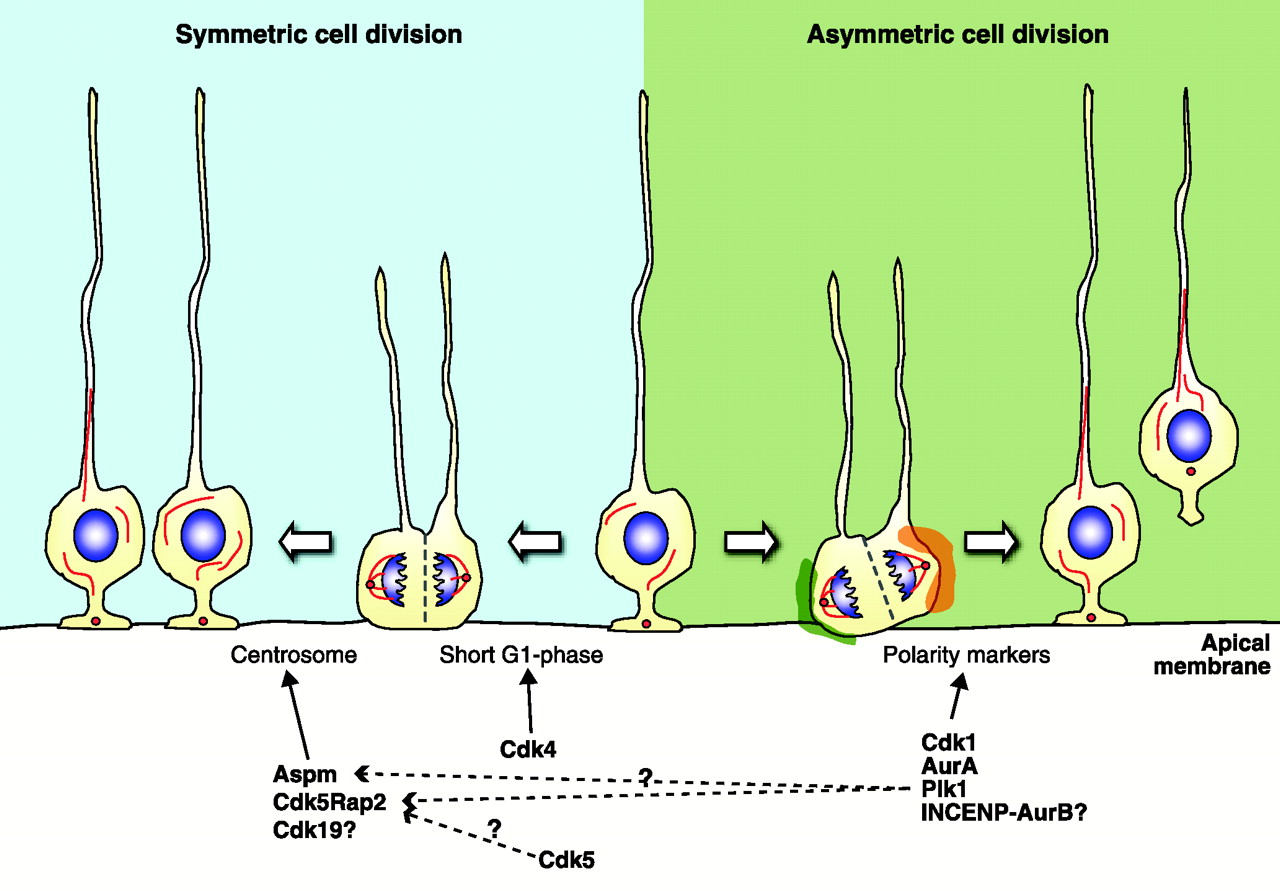 Symmetric cell division
Asymmetric cell division
Centrosome
Short G1-phase
Polarity markers
Apical
membrane
Cdk4
Cdk1
AurA
Plk1
INCENP-AurB?
Aspm
Cdk5Rap2
Cdk19?
?
?
Cdk5